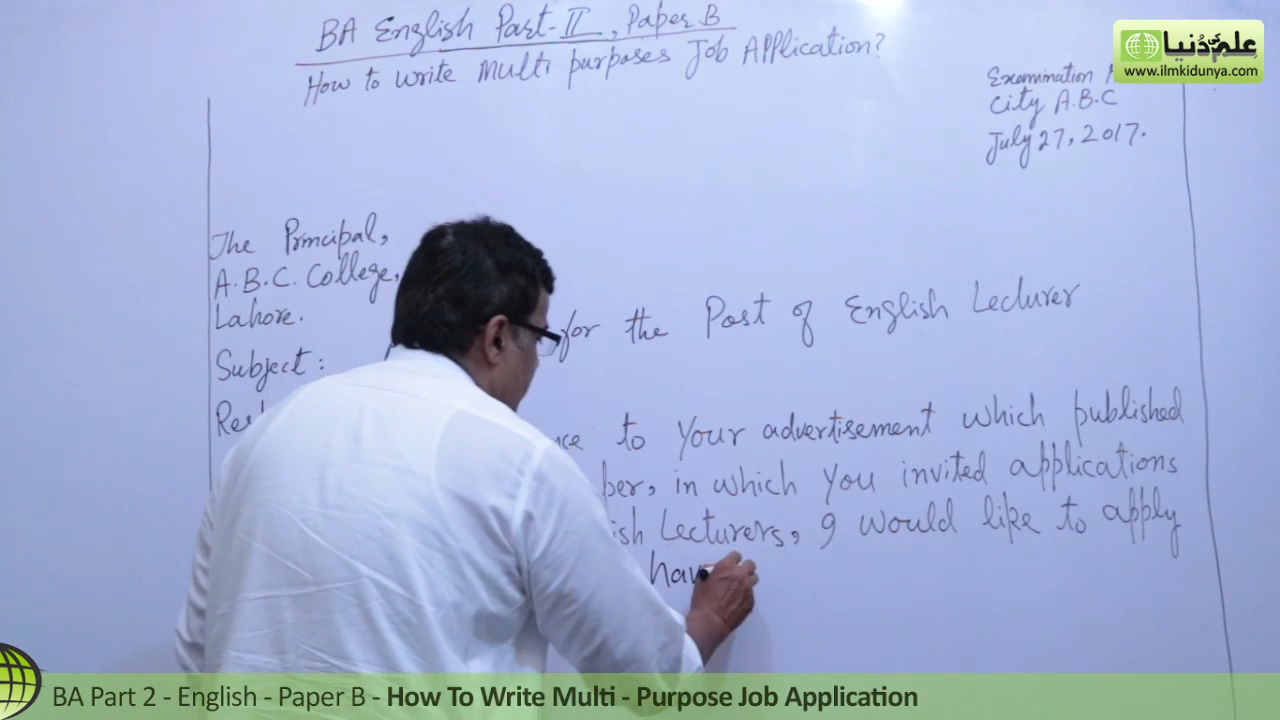 BA English Part-II, Paper B
How to write Multi purposes Job Application?
علم کی دُنیا
www.ilmkidunya.com
Examination
City A.B.C
July 27, 2017.
The Principal,
A.B.C. College,
Lahore.
for the Post of English Lecturer
Subject:
to your advertisement which published
in which you invited applications
Lecturers, I would like to apply
BA Part 2 - English - Paper B - How To Write Multi - Purpose Job Application